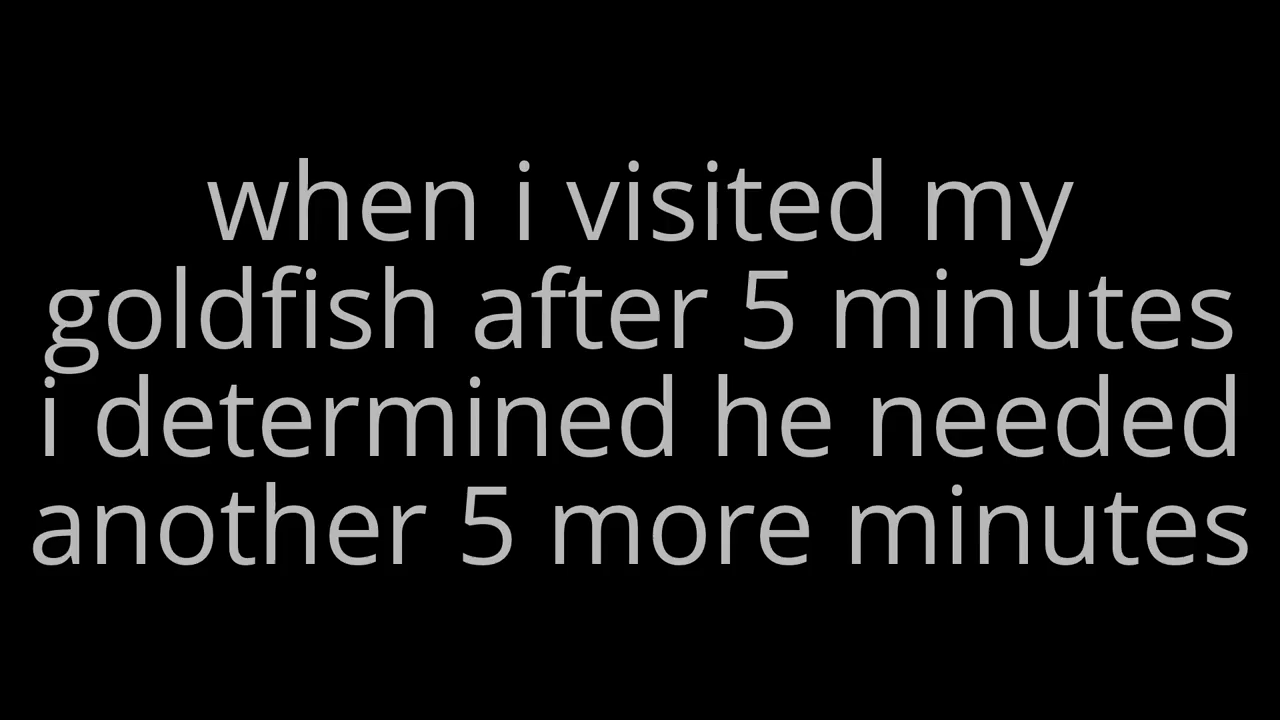 when i visited my
goldfish after 5 minutes
i determined he needed
another 5 more minutes